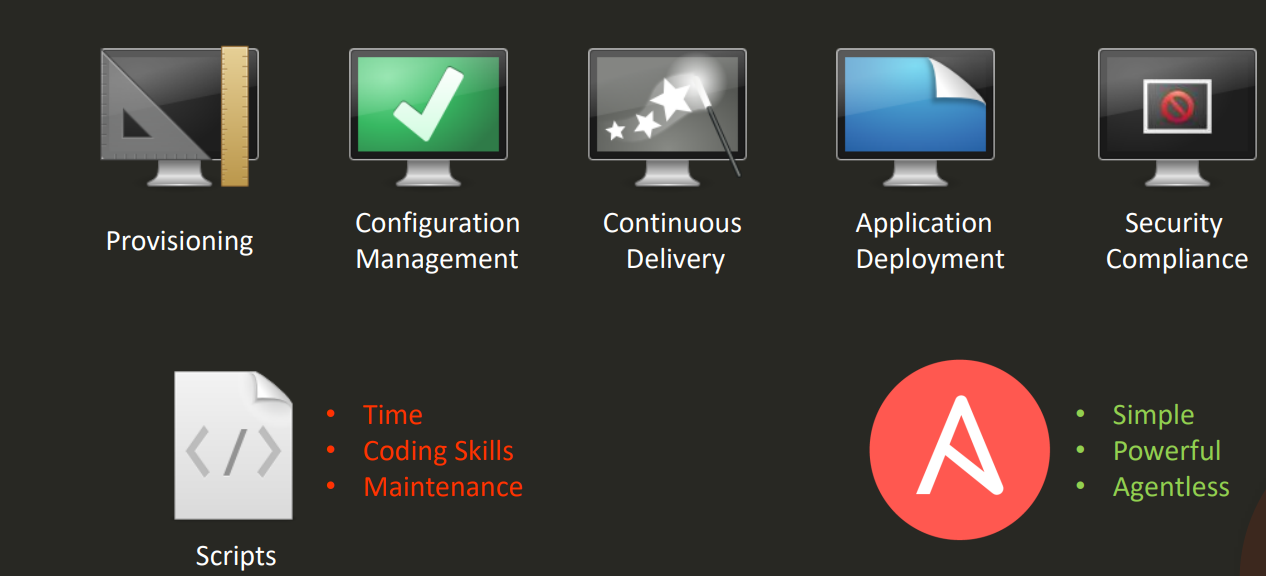 Provisioning
Configuration
Management
Continuous
Delivery
Application
Deployment
Security
Compliance
</>
Scripts
• Time
• Coding Skills
• Maintenance
• Simple
• Powerful
• Agentless